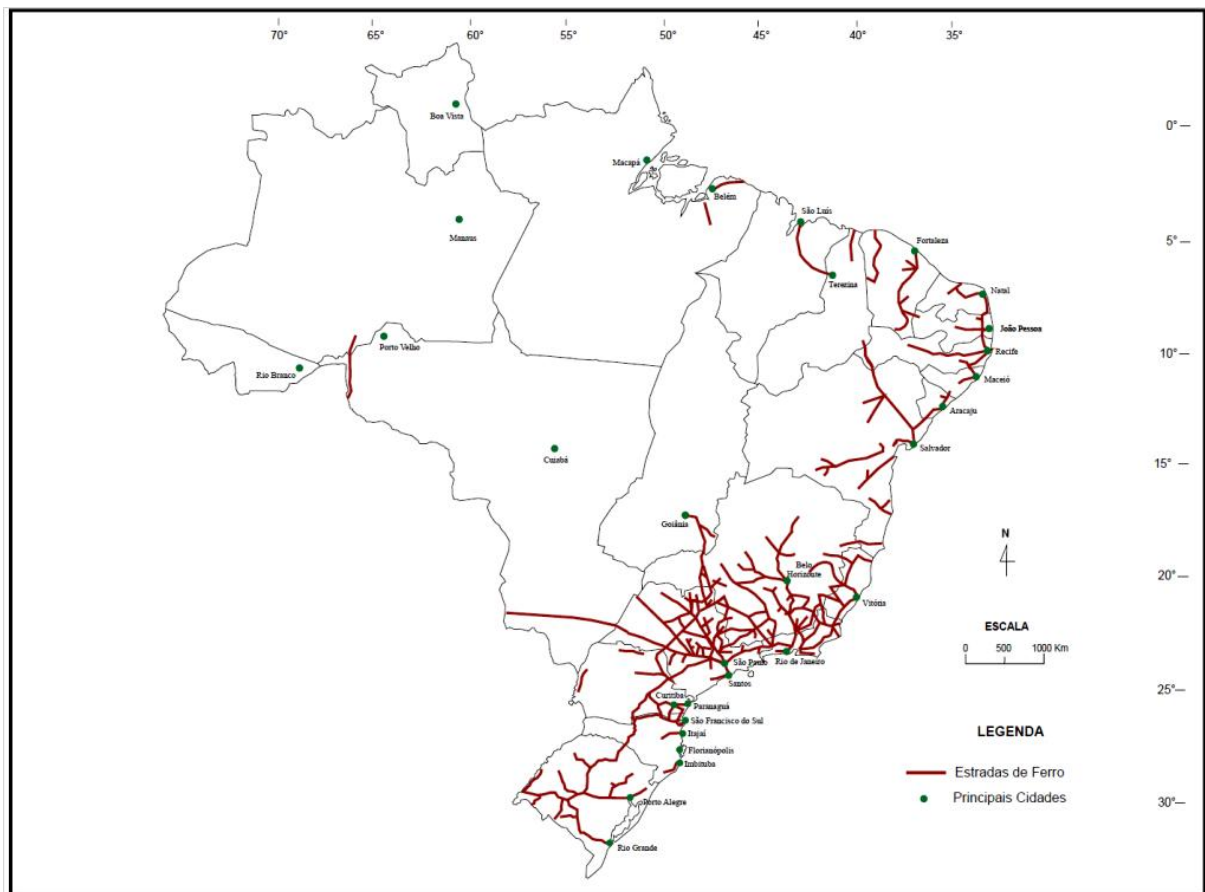 70°
65°
60°
55°
50°
45°
40°
35°
0°
Boa Vista
Macapá
Belém
São Luís
Manaus
5°
Fortaleza
Terezina
Natal
João Pessoa
Porto Velho
10°
Recife
Rio Branco
Maceió
Aracaju
Salvador
Cuiabá
15°
Goiânia
N
Belo
Horizonte
20°
Vitória
ESCALA
0 500 1000 Km
São Paulo
Rio de Janeiro
Santos
25°
Curitiba
Paranaguá
São Francisco do Sul
Itajaí
LEGENDA
Florianópolis
Imbituba
Estradas de Ferro
Porto Alegre
Principais Cidades
30°
Rio Grande